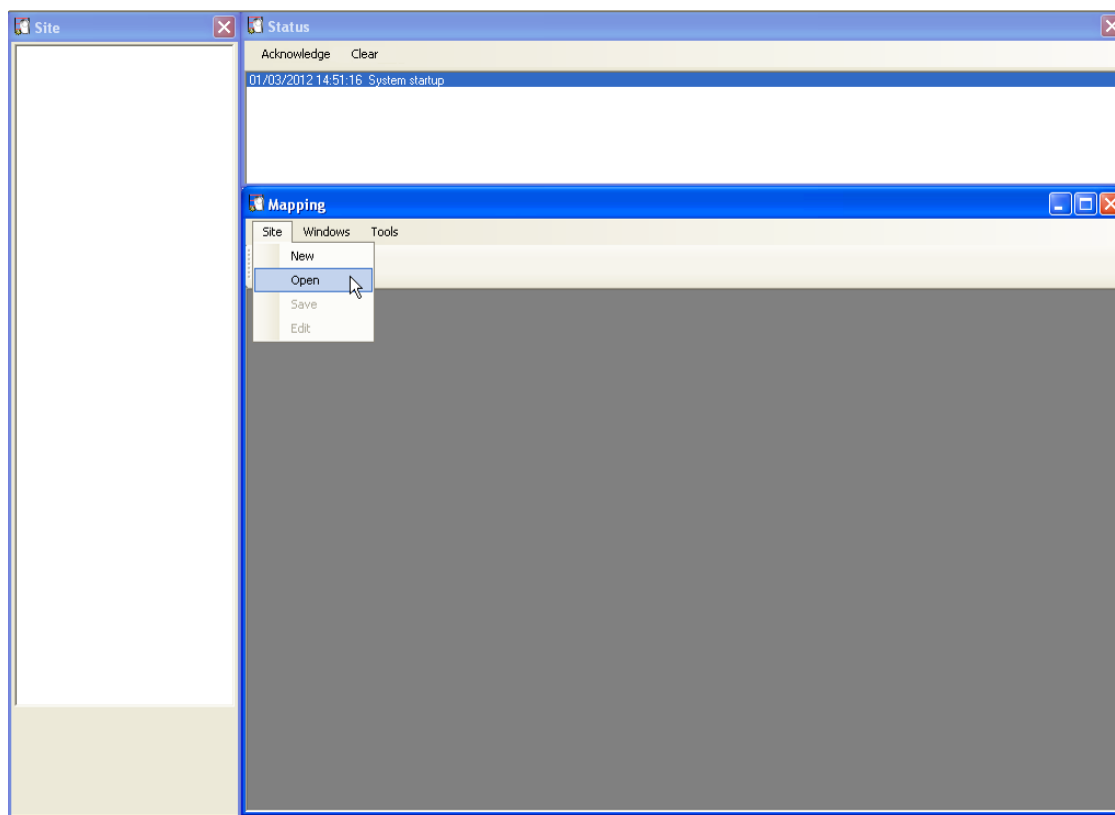 Site
Status
Acknowledge Clear
01/03/2012 14:51:16 System startup
Mapping
Site Windows Tools
New
Open
Save
Edit